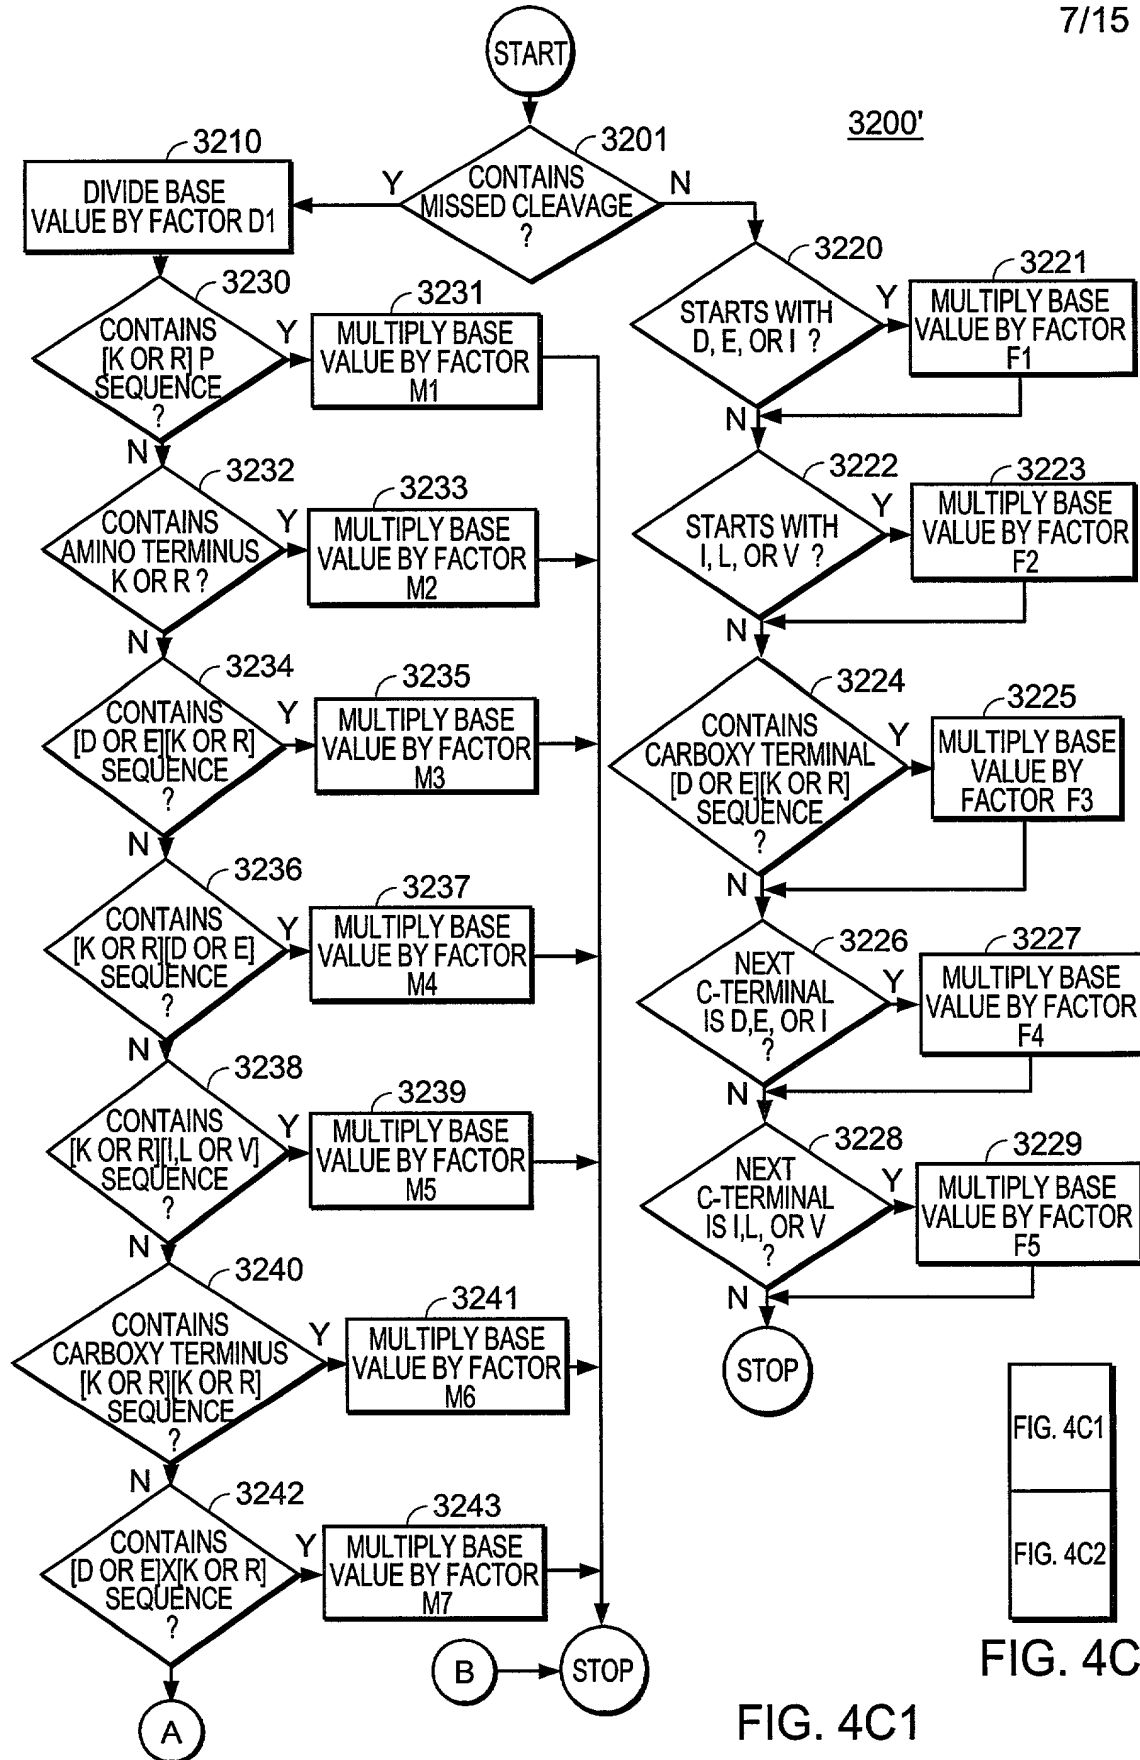 7/15
START
3200'
3201
CONTAINS
MISSED CLEAVAGE
?
Y
N
3210
DIVIDE BASE
VALUE BY FACTOR D1
3230
CONTAINS
[K OR R] P
SEQUENCE
?
Y
N
3231
MULTIPLY BASE
VALUE BY FACTOR
M1
3232
CONTAINS
AMINO TERMINUS
K OR R ?
Y
N
3233
MULTIPLY BASE
VALUE BY FACTOR
M2
3234
CONTAINS
[D OR E][K OR R]
SEQUENCE
?
Y
N
3235
MULTIPLY BASE
VALUE BY FACTOR
M3
3236
CONTAINS
[K OR R][D OR E]
SEQUENCE
?
Y
N
3237
MULTIPLY BASE
VALUE BY FACTOR
M4
3238
CONTAINS
[K OR R][I,L OR V]
SEQUENCE
?
Y
N
3239
MULTIPLY BASE
VALUE BY FACTOR
M5
3240
CONTAINS
CARBOXY TERMINUS
[K OR R][K OR R]
SEQUENCE
?
Y
N
3241
MULTIPLY BASE
VALUE BY FACTOR
M6
3242
CONTAINS
[D OR E]X[K OR R]
SEQUENCE
?
Y
3243
MULTIPLY BASE
VALUE BY FACTOR
M7
A
B
STOP
3220
STARTS WITH
D, E, OR I ?
Y
N
3221
MULTIPLY BASE
VALUE BY FACTOR
F1
3222
STARTS WITH
I, L, OR V ?
Y
N
3223
MULTIPLY BASE
VALUE BY FACTOR
F2
3224
CONTAINS
CARBOXY TERMINAL
[D OR E][K OR R]
SEQUENCE
?
Y
N
3225
MULTIPLY BASE
VALUE BY
FACTOR F3
3226
NEXT
C-TERMINAL
IS D,E, OR I
?
Y
N
3227
MULTIPLY BASE
VALUE BY FACTOR
F4
3228
NEXT
C-TERMINAL
IS I,L, OR V
?
Y
N
3229
MULTIPLY BASE
VALUE BY FACTOR
F5
STOP
FIG. 4C1
FIG. 4C2
FIG. 4C
FIG. 4C1